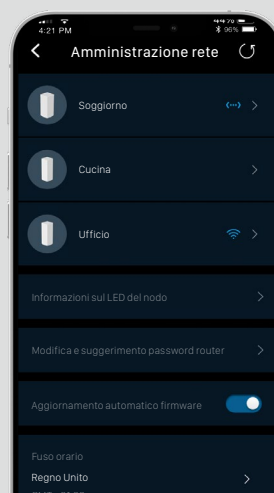 4:21 PM
96%
Amministrazione rete
Soggiorno
Cucina
Ufficio
Informazioni sul LED del nodo
Modifica e suggerimento password router
Aggiornamento automatico firmware
Fuso orario
Regno Unito